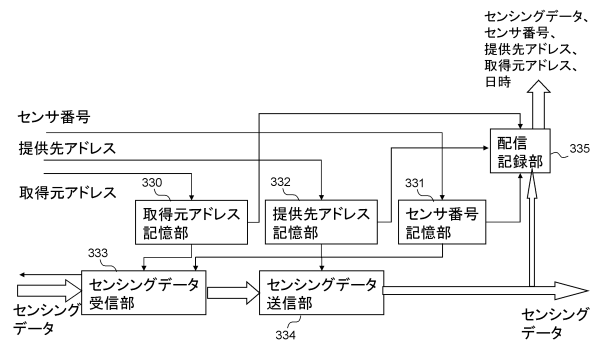 センシングデータ、
センサ番号、
提供先アドレス、
取得元アドレス、
日時
センサ番号
提供先アドレス
取得元アドレス
配信
記録部
335
330
332
331
取得元アドレス
記憶部
提供先アドレス
記憶部
センサ番号
記憶部
333
センシングデータ
受信部
センシングデータ
送信部
334
センシング
データ
センシング
データ